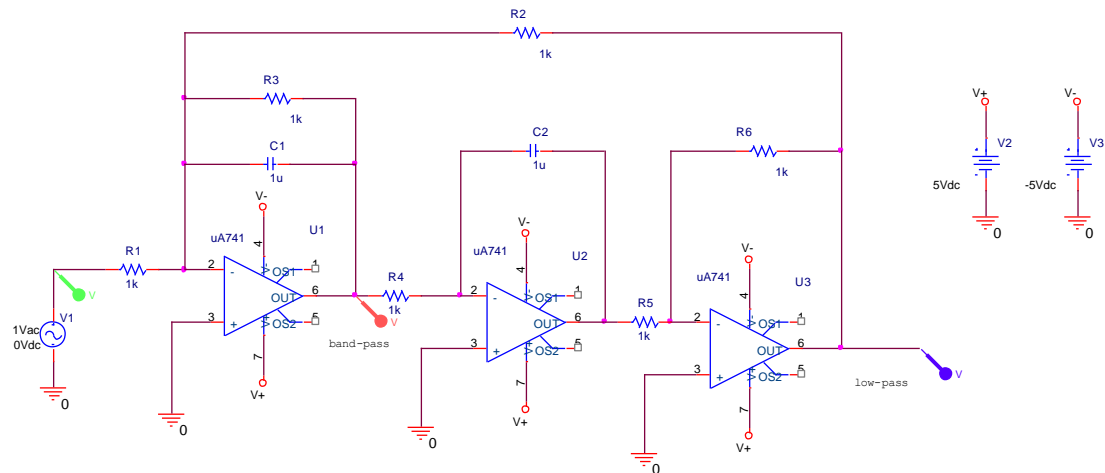 R2
1k
R3
1k
C1
1u
C2
1u
R6
1k
V+
V2
5Vdc
0
V-
V3
-5Vdc
0
V-
4
uA741
U1
2
-
OS1
1
OUT
6
3
+
OS2
5
7
V+
R1
1k
V
V1
1Vac
0Vdc
0
0
V
band-pass
R4
1k
V-
4
uA741
U2
2
-
OS1
1
OUT
6
3
+
OS2
5
7
V+
0
R5
1k
V-
4
uA741
U3
2
-
OS1
1
OUT
6
3
+
OS2
5
7
V+
0
low-pass
V